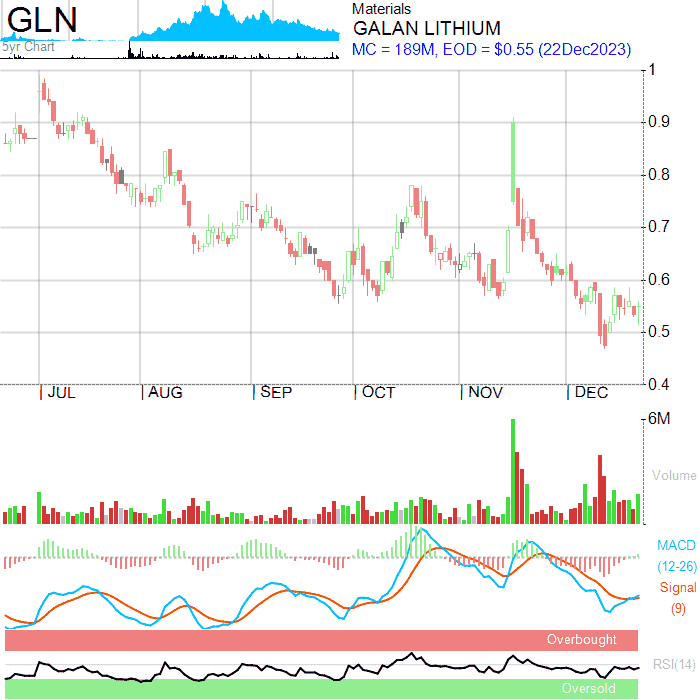 GLN
5yr Chart
Materials
GALAN LITHIUM
MC = 189M, EOD = $0.55 (22Dec2023)
1
0.9
0.8
0.7
0.6
0.5
0.4
JUL AUG SEP OCT NOV DEC
6M
Volume
MACD
(12-26)
Signal
(9)
Overbought
RSI(14)
Oversold